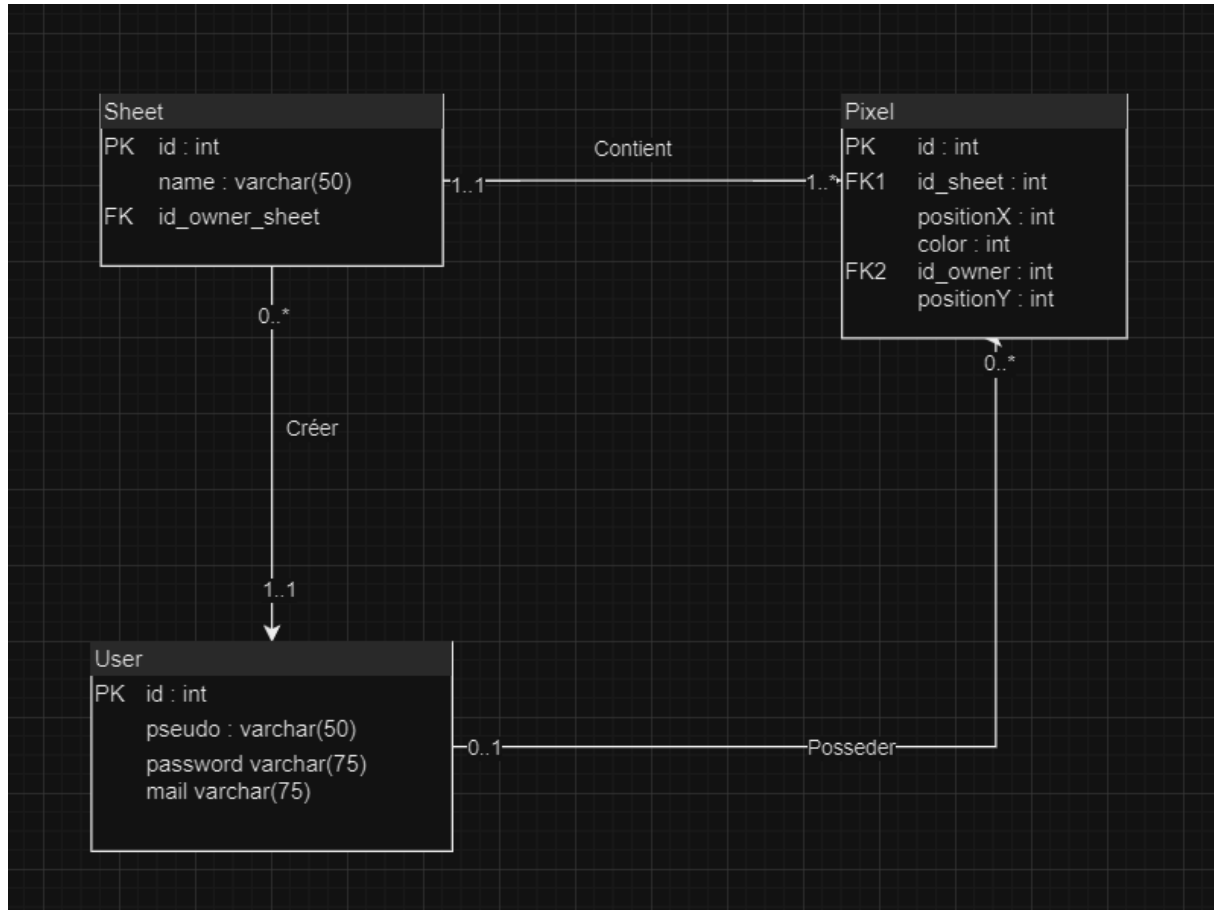 Sheet
PK id : int
name : varchar(50)
FK id_owner_sheet
Contient
1..1
1..*
Pixel
PK id : int
FK1 id_sheet : int
positionX : int
color : int
FK2 id_owner : int
positionY : int
0..*
0..*
Créer
1..1
User
PK id : int
pseudo : varchar(50)
password varchar(75)
mail varchar(75)
0..1
Posseder